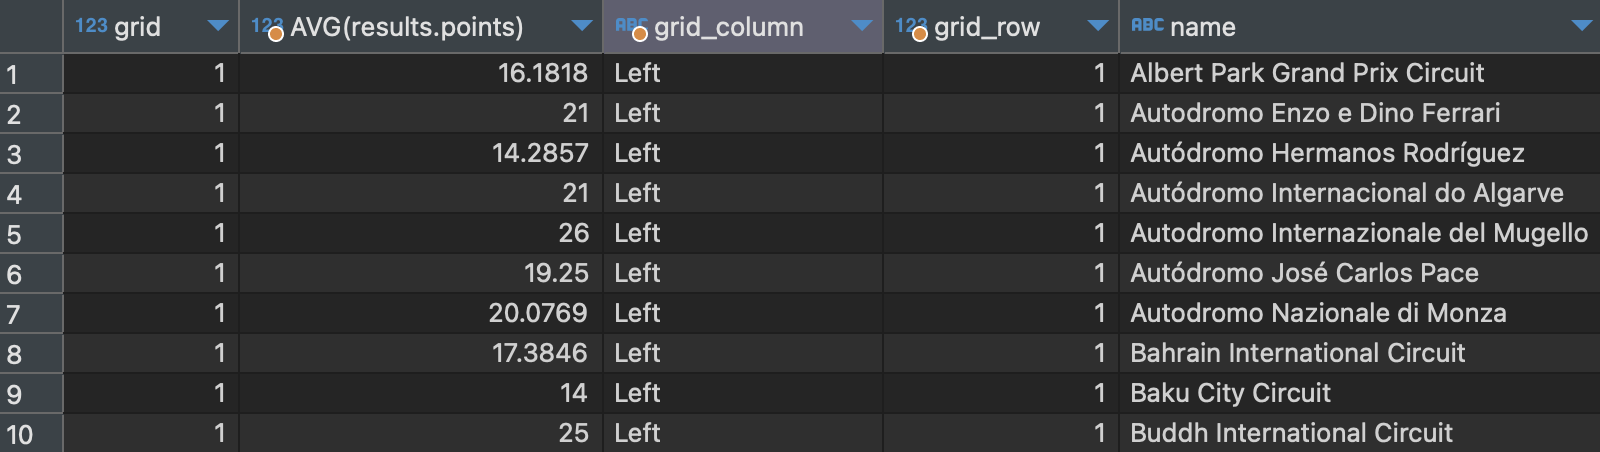 123 grid 123 AVG(results.points) ABC grid_column 123 grid_row ABC name
1 1 16.1818 Left 1 Albert Park Grand Prix Circuit
2 1 21 Left 1 Autodromo Enzo e Dino Ferrari
3 1 14.2857 Left 1 Autódromo Hermanos Rodríguez
4 1 21 Left 1 Autódromo Internacional do Algarve
5 1 26 Left 1 Autodromo Internazionale del Mugello
6 1 19.25 Left 1 Autódromo José Carlos Pace
7 1 20.0769 Left 1 Autodromo Nazionale di Monza
8 1 17.3846 Left 1 Bahrain International Circuit
9 1 14 Left 1 Baku City Circuit
10 1 25 Left 1 Buddh International Circuit